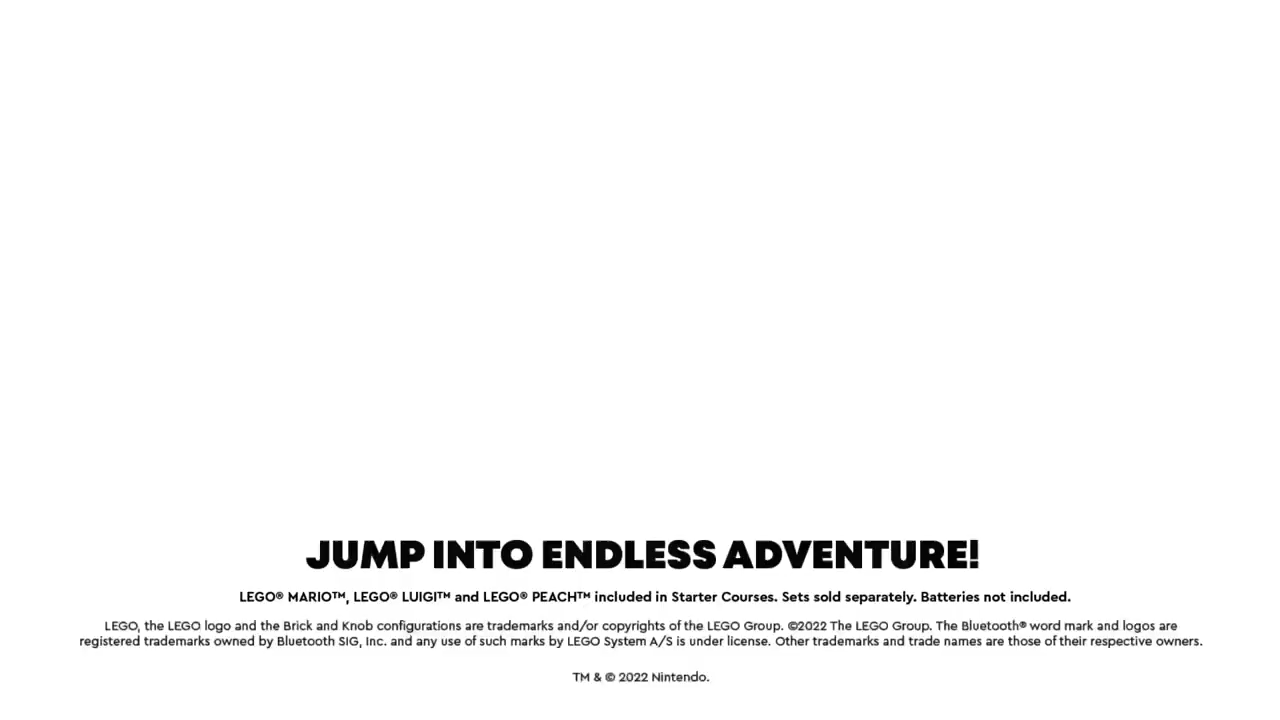 JUMP INTO ENDLESS ADVENTURE!
LEGO® MARIO™, LEGO® LUIGI™ and LEGO® PEACH™ included in Starter Courses. Sets sold separately. Batteries not included.
LEGO, the LEGO logo and the Brick and Knob configurations are trademarks and/or copyrights of the LEGO Group. ©2022 The LEGO Group. The Bluetooth® word mark and logos are
registered trademarks owned by Bluetooth SIG, Inc. and any use of such marks by LEGO System A/S is under license. Other trademarks and trade names are those of their respective owners.
TM & © 2022 Nintendo.